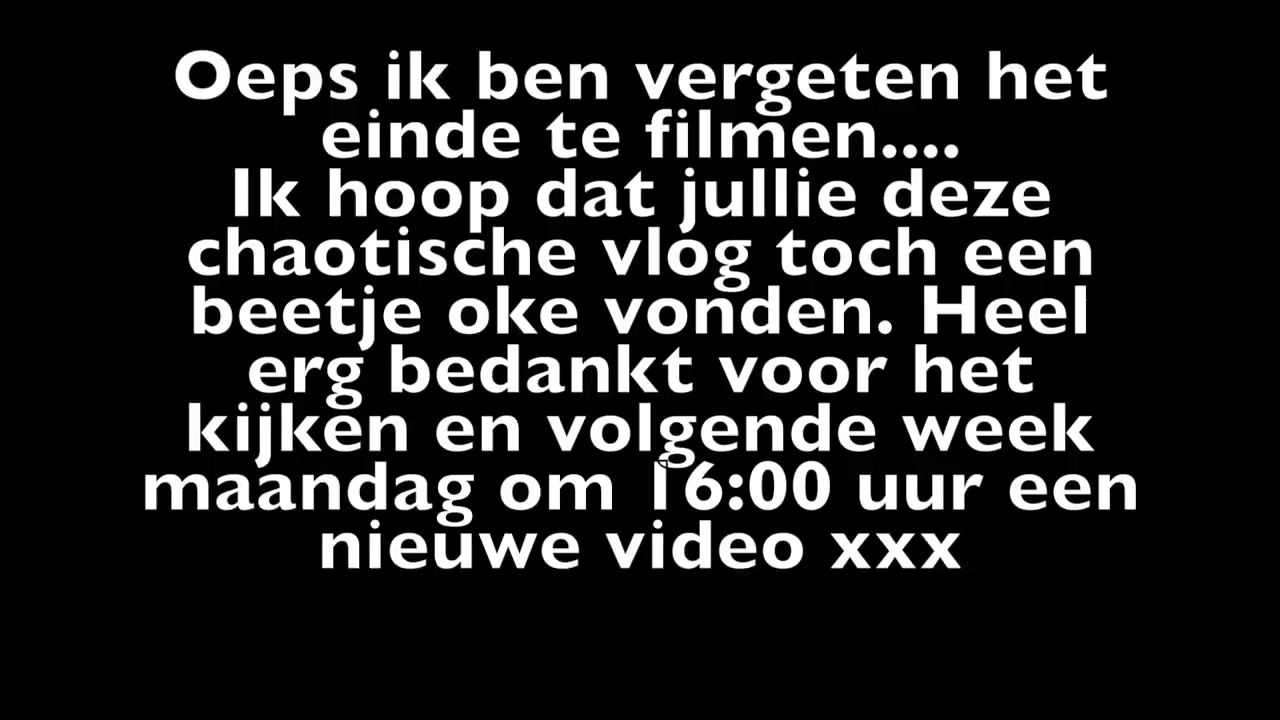 Oeps ik ben vergeten het
einde te filmen....
Ik hoop dat jullie deze
chaotische vlog toch een
beetje oke vonden. Heel
erg bedankt voor het
kijken en volgende week
maandag om 16:00 uur een
nieuwe video xxx